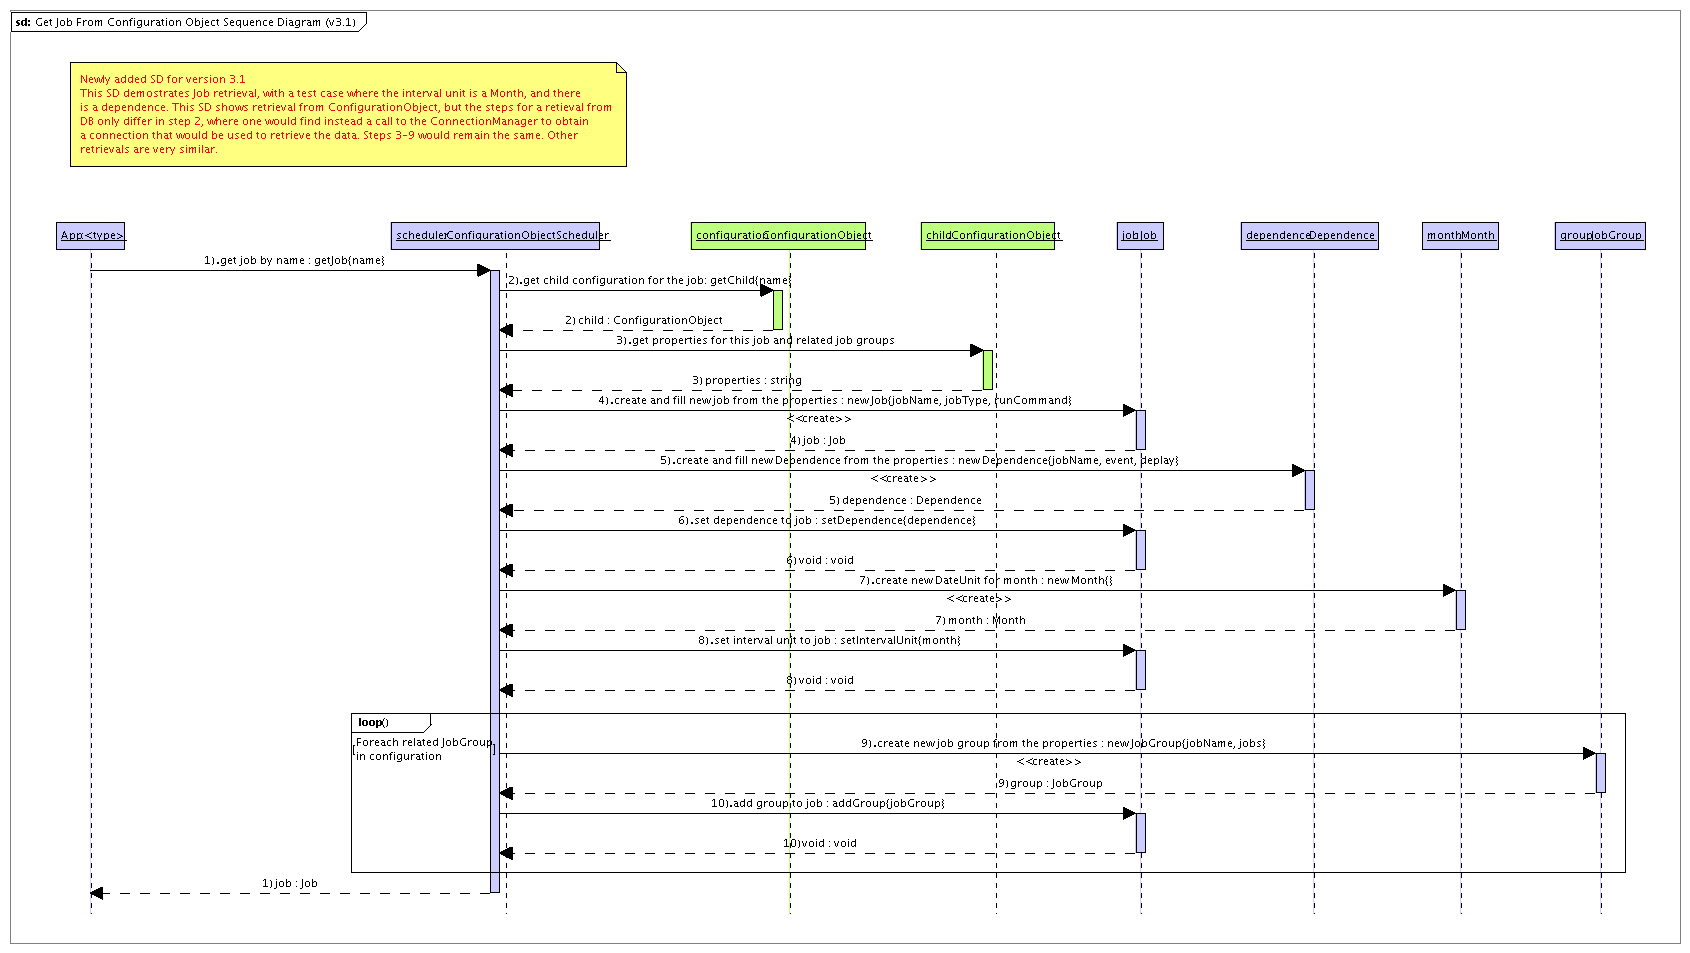 sd: Get Job From Configuration Object Sequence Diagram (v3.1)
Newly added SD for version 3.1
This SD demostrates Job retrieval, with a test case where the interval unit is a Month, and there
is a dependence. This SD shows retrieval from ConfigurationObject, but the steps for a retieval from
DB only differ in step 2, where one would find instead a call to the ConnectionManager to obtain
a connection that would be used to retrieve the data. Steps 3-9 would remain the same. Other
retrievals are very similar.
App:<type>
scheduler:ConfigurationObjectScheduler
configuration:ConfigurationObject
child:ConfigurationObject
job:Job
dependence:Dependence
month:Month
group:JobGroup
1).get job by name : getJob{name}
2).get child configuration for the job: getChild{name}
2) child : ConfigurationObject
3).get properties for this job and related job groups
3) properties : string
4).create and fill new job from the properties : new Job{jobName, jobType, runCommand}
<<create>>
4) job : Job
5).create and fill new Dependence from the properties : new Dependence{jobName, event, deplay}
<<create>>
5) dependence : Dependence
6).set dependence to job : setDependence{dependence}
6) void : void
7).create new DateUnit for month : new Month{}
<<create>>
7) month : Month
8).set interval unit to job : setIntervalUnit{month}
8) void : void
loop()
[Foreach related JobGroup
in configuration]
9).create new job group from the properties : new JobGroup{jobName, jobs}
<<create>>
9) group : JobGroup
10).add group to job : addGroup{jobGroup}
10) void : void
1) job : Job